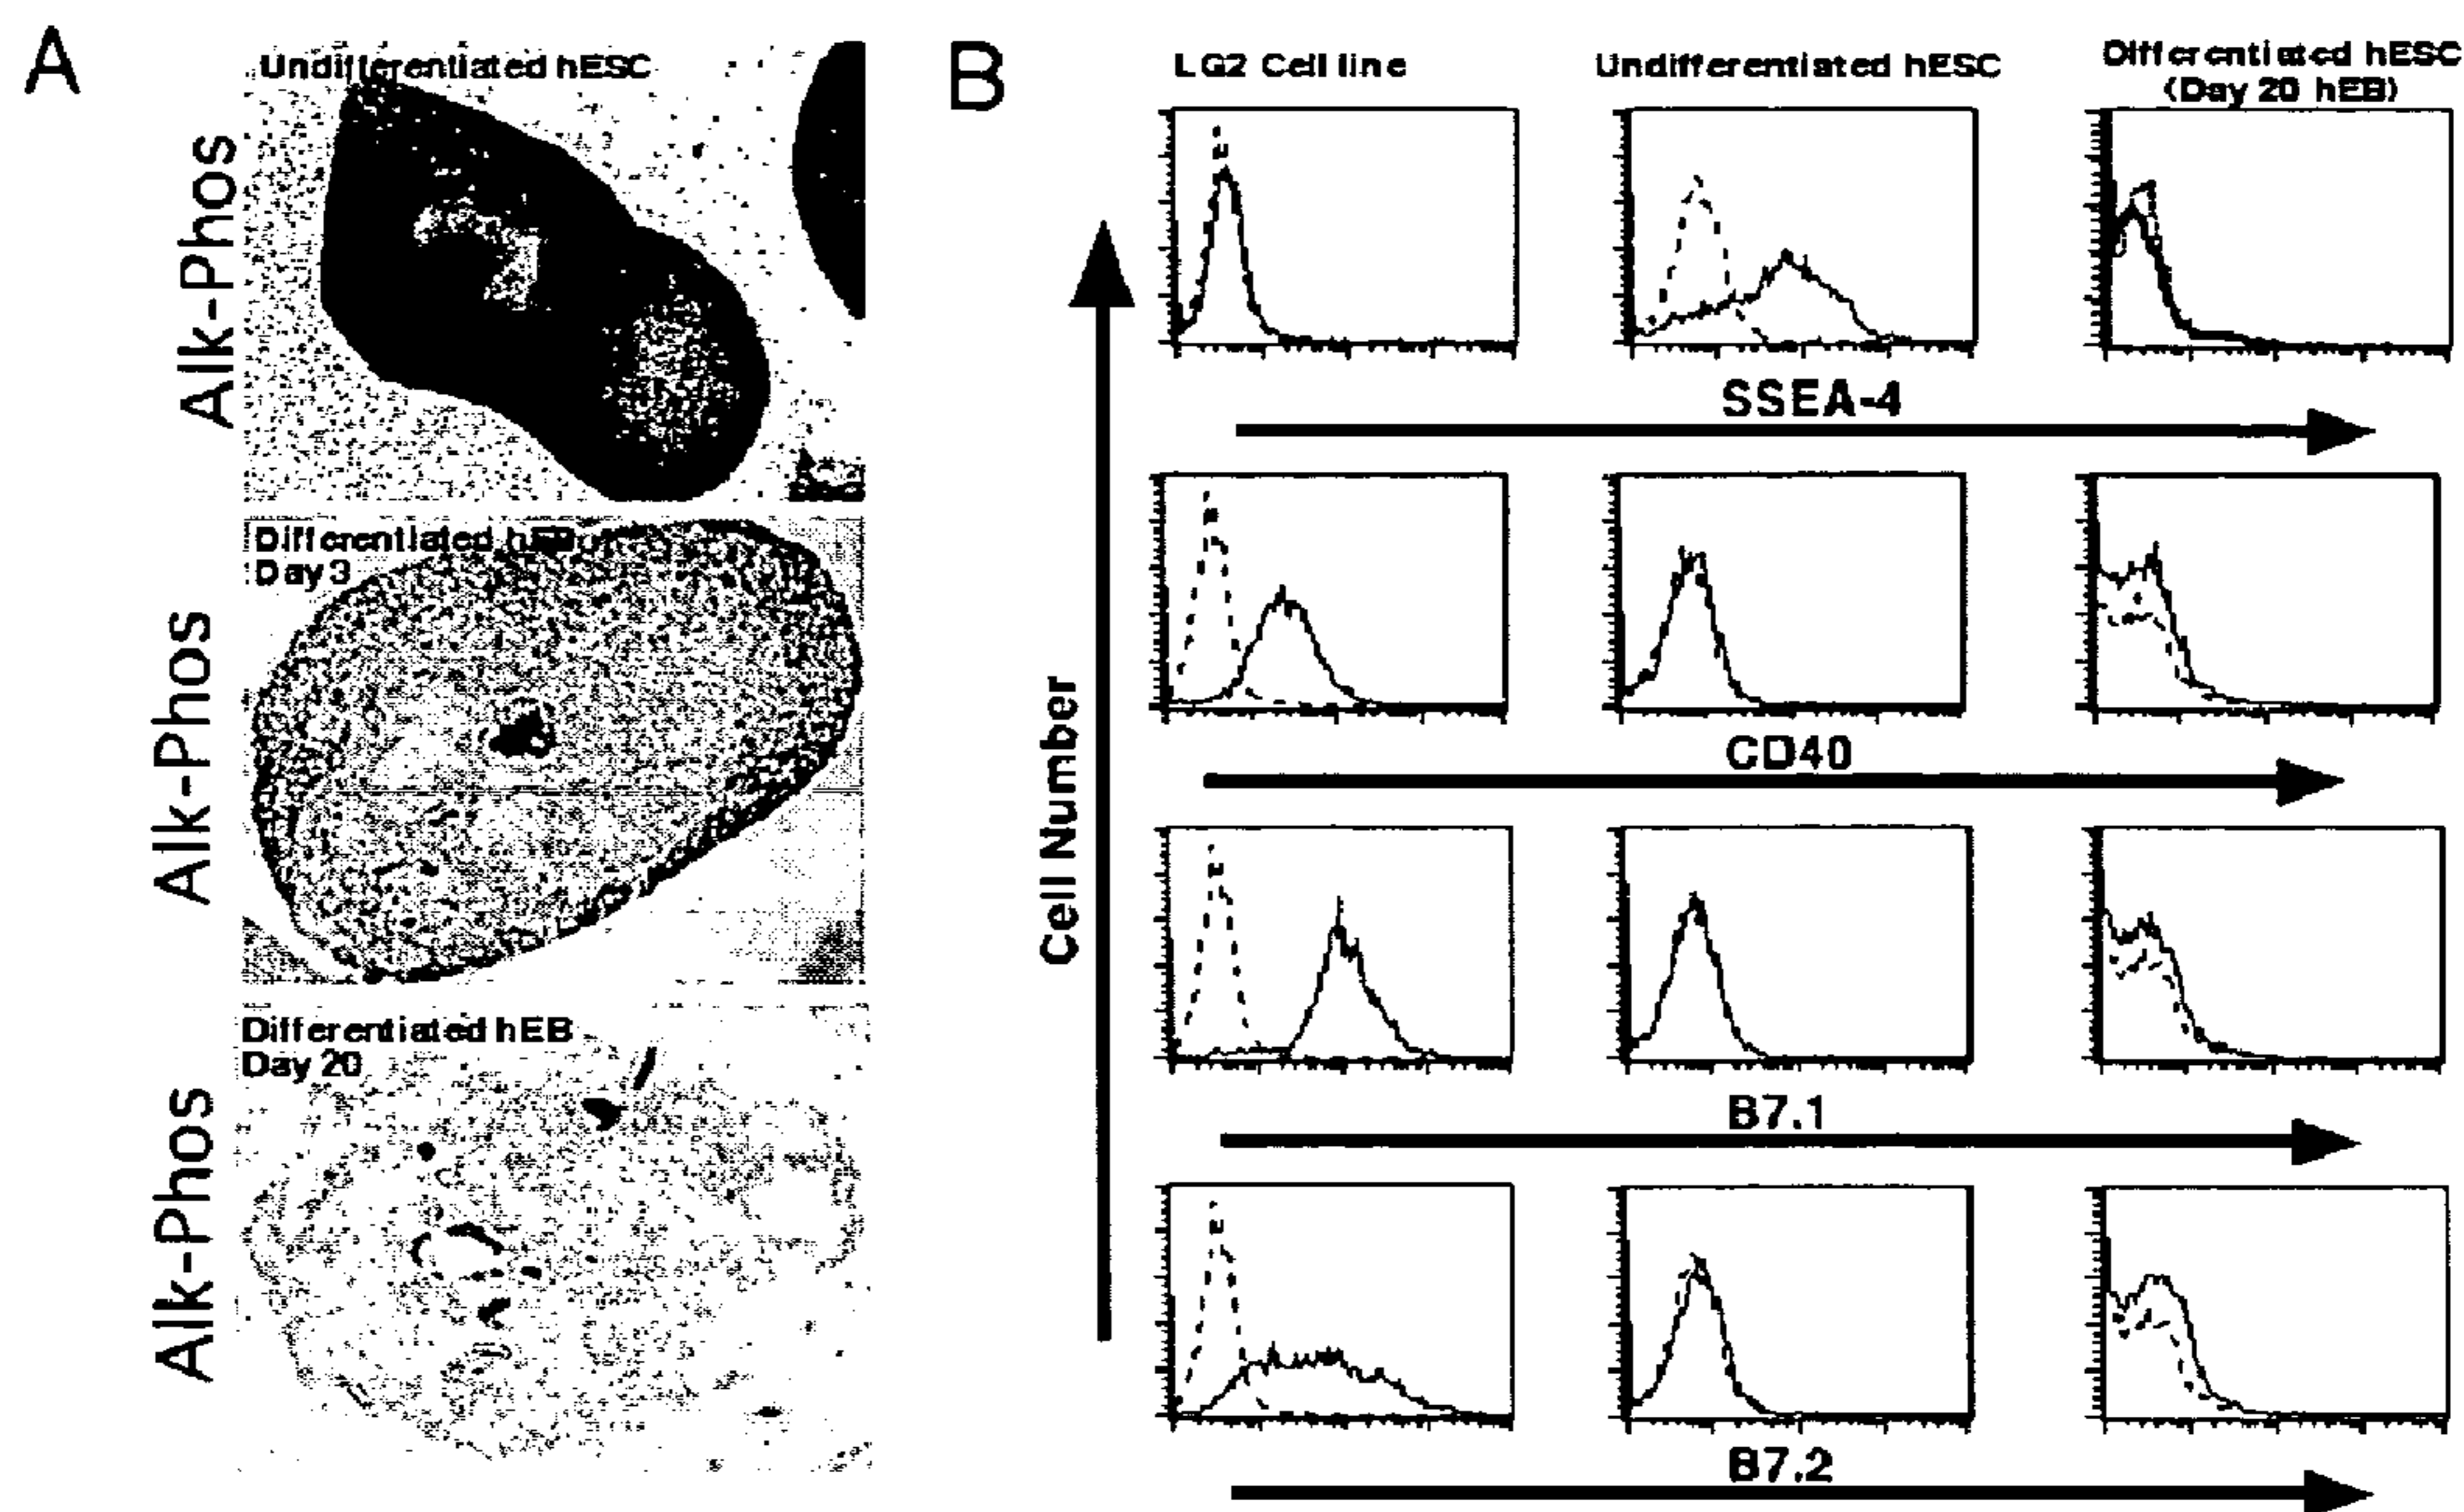 A
Undifferentiated hESC
Alk-Phos
Differentiated hEB
Day 3
Alk-Phos
Differentiated hEB
Day 20
Alk-Phos
B
LG2 Cell line
Undifferentiated hESC
Differentiated hESC
(Day 20 hEB)
Cell Number
SSEA-4
CD40
B7.1
B7.2